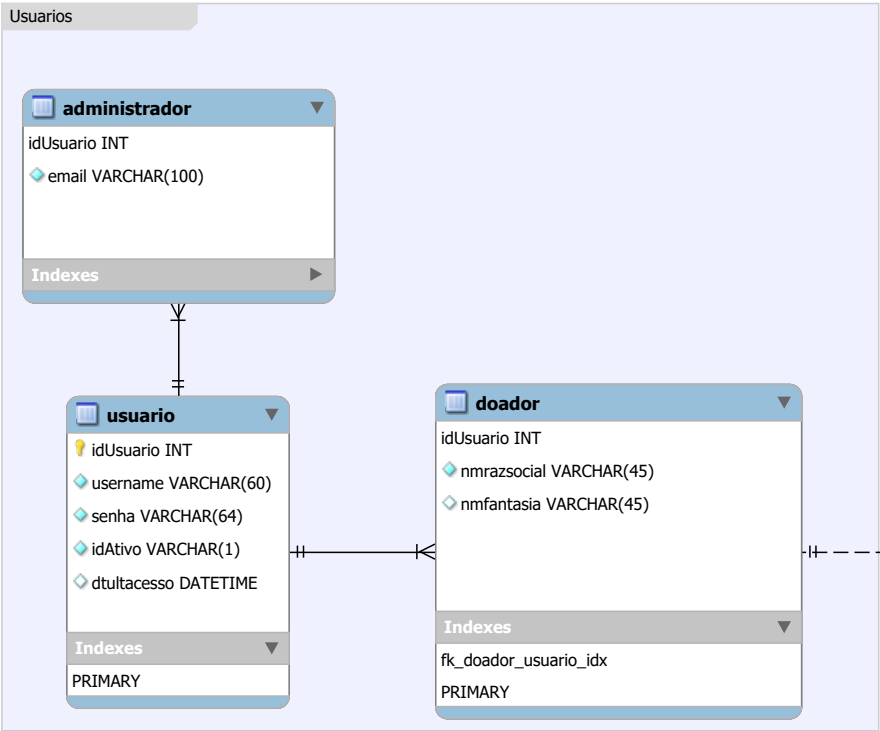 Usuarios
administrador
idUsuario INT
email VARCHAR(100)
Indexes
usuario
idUsuario INT
username VARCHAR(60)
senha VARCHAR(64)
idAtivo VARCHAR(1)
dtultacesso DATETIME
Indexes
PRIMARY
doador
idUsuario INT
nmrazsocial VARCHAR(45)
nmfantasia VARCHAR(45)
Indexes
fk_doador_usuario_idx
PRIMARY